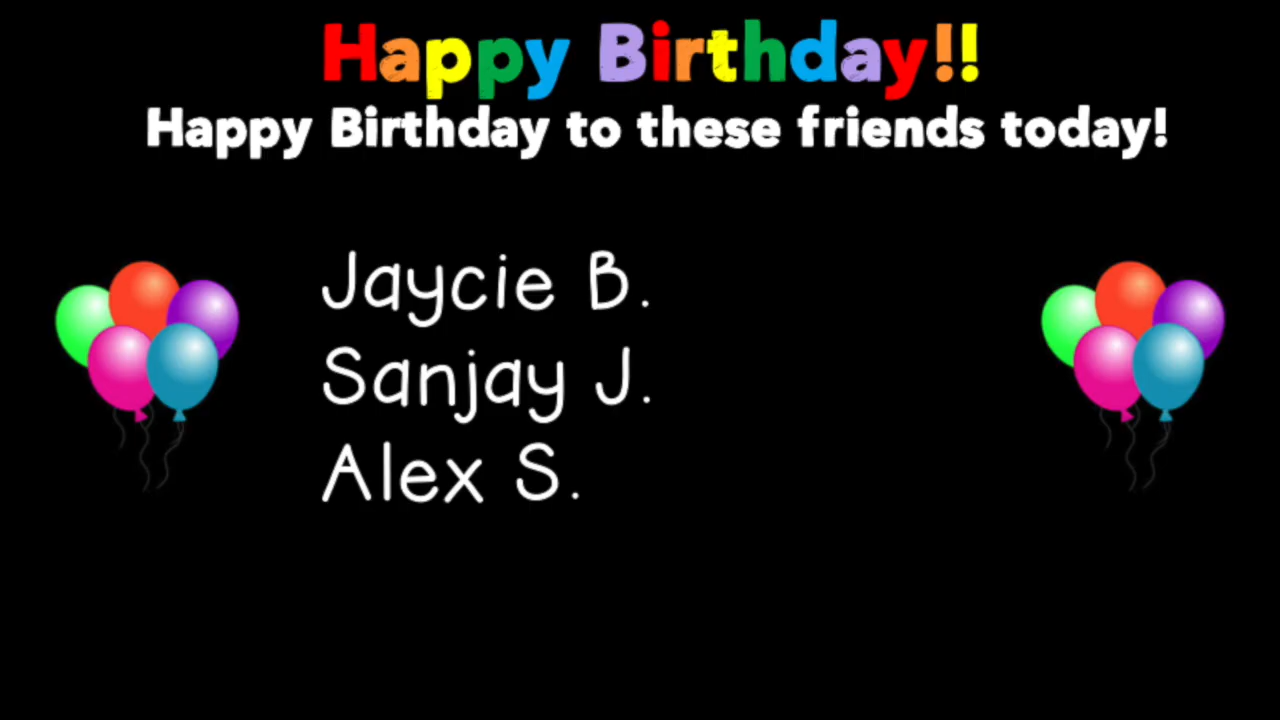 Happy Birthday!!
Happy Birthday to these friends today!
Jaycie B.
Sanjay J.
Alex S.